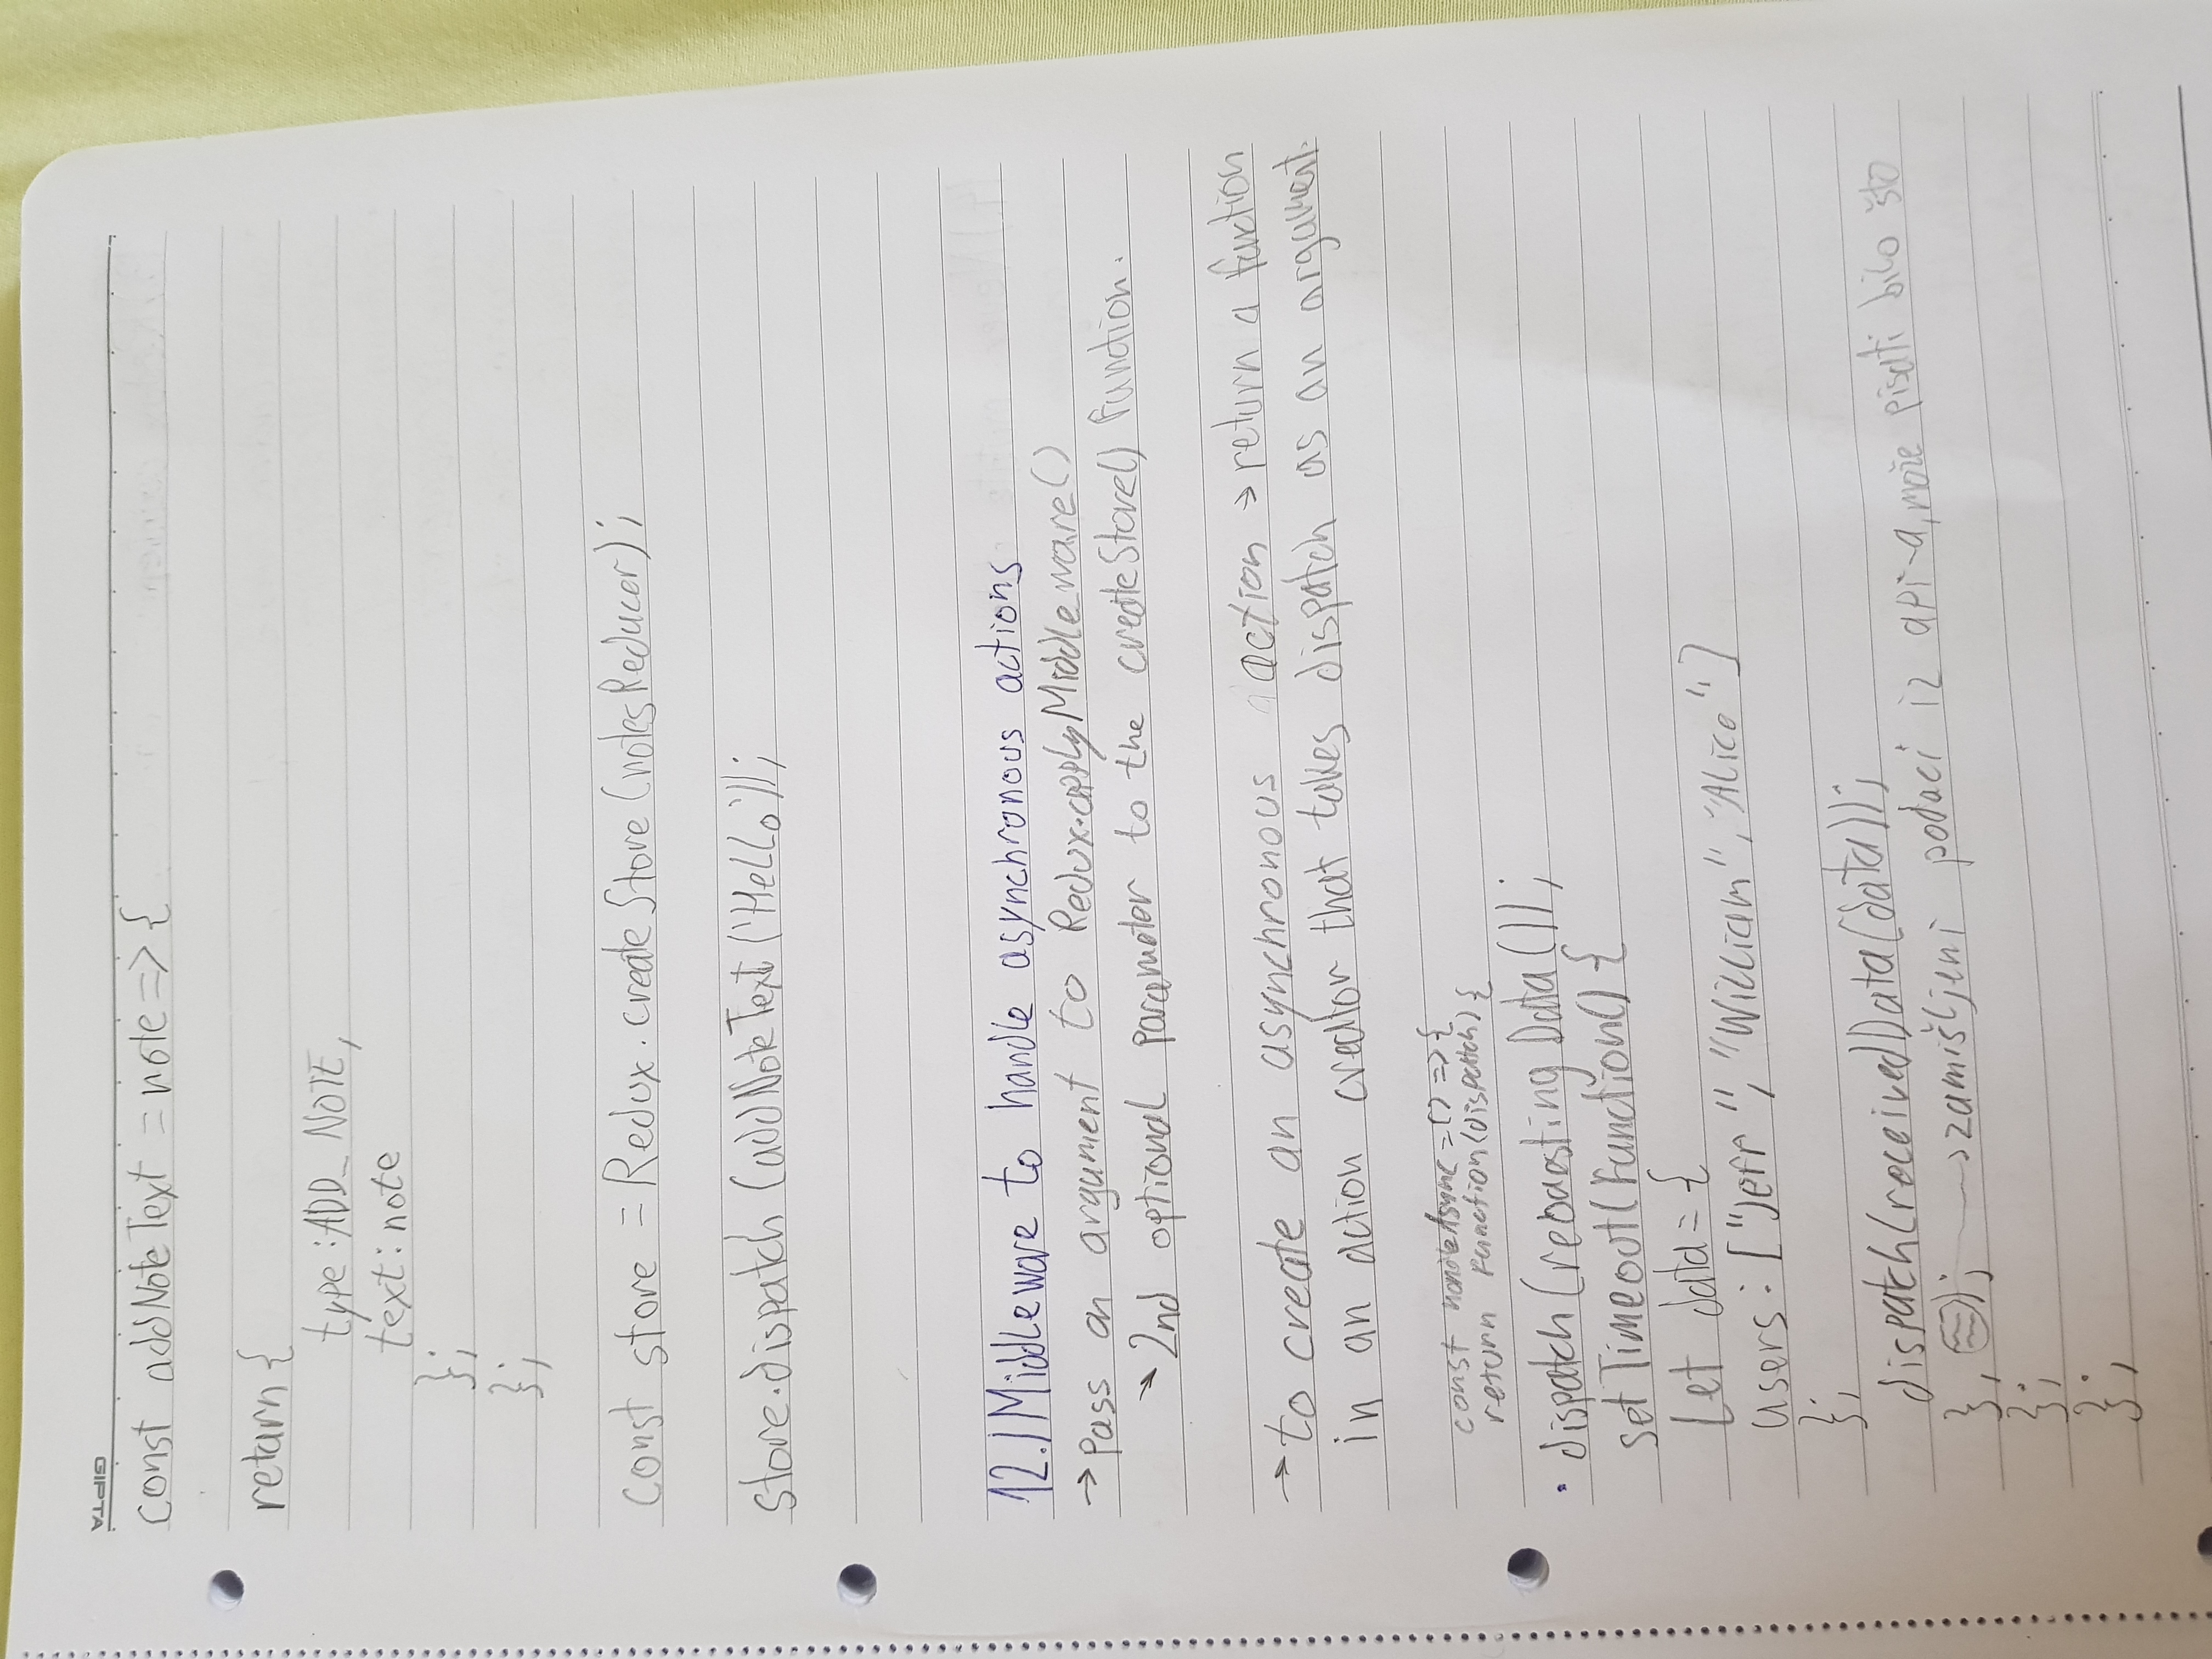 GIPTA
const addNoteText = note => {
return {
type: ADD_NOTE,
text: note
};
};
const store = Redux.createStore(notesReducer);
store.dispatch(addNoteText('Hello'));
12.) Middleware to handle asynchronous actions
→ pass an argument to Redux.applyMiddleware()
↘ 2nd optional parameter to the createStore() function.
→ to create an asynchronous action → return a function
in an action creator that takes dispatch as an argument.
const handleAsync = () => {
return function(dispatch) {
• dispatch(requestingData());
setTimeout(function() {
let data = {
users: ["Jeff", "William", "Alice"]
};
dispatch(receivedData(data));
}, ); → zamišljeni podaci iz api-a, može pisati bilo što
};
};